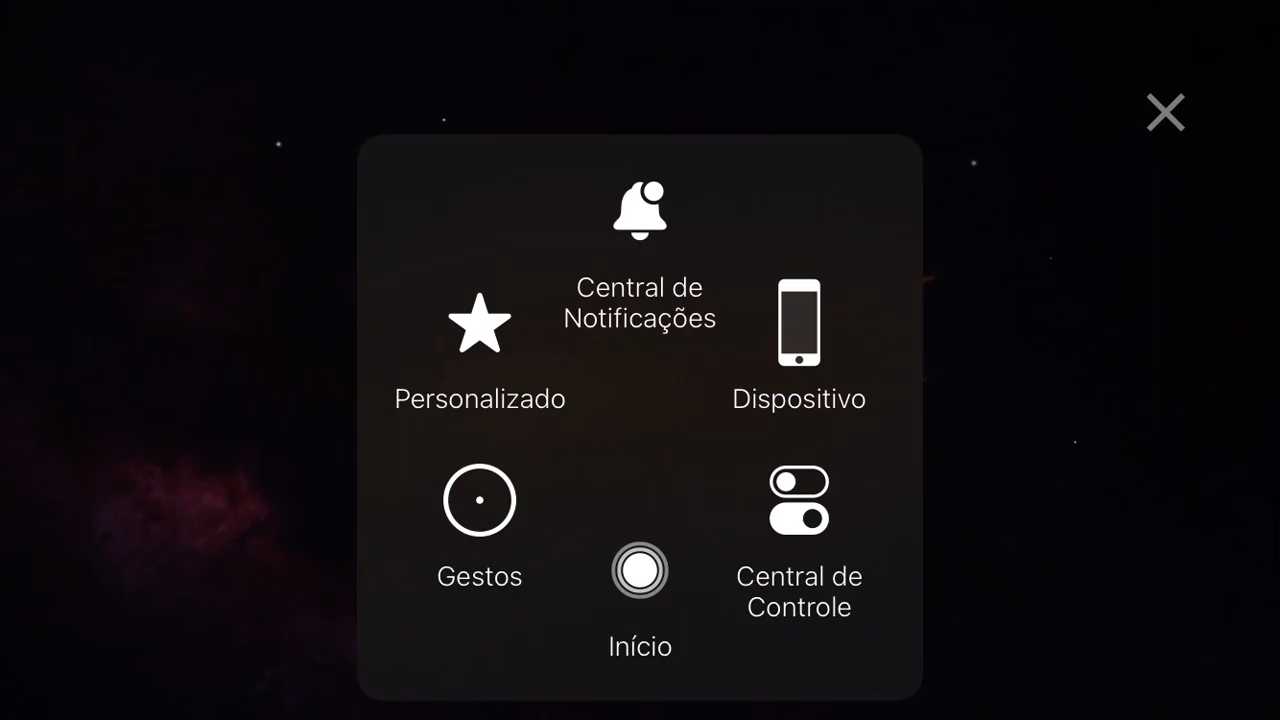 Central de
Notificações
Personalizado
Dispositivo
Gestos
Central de
Controle
Início